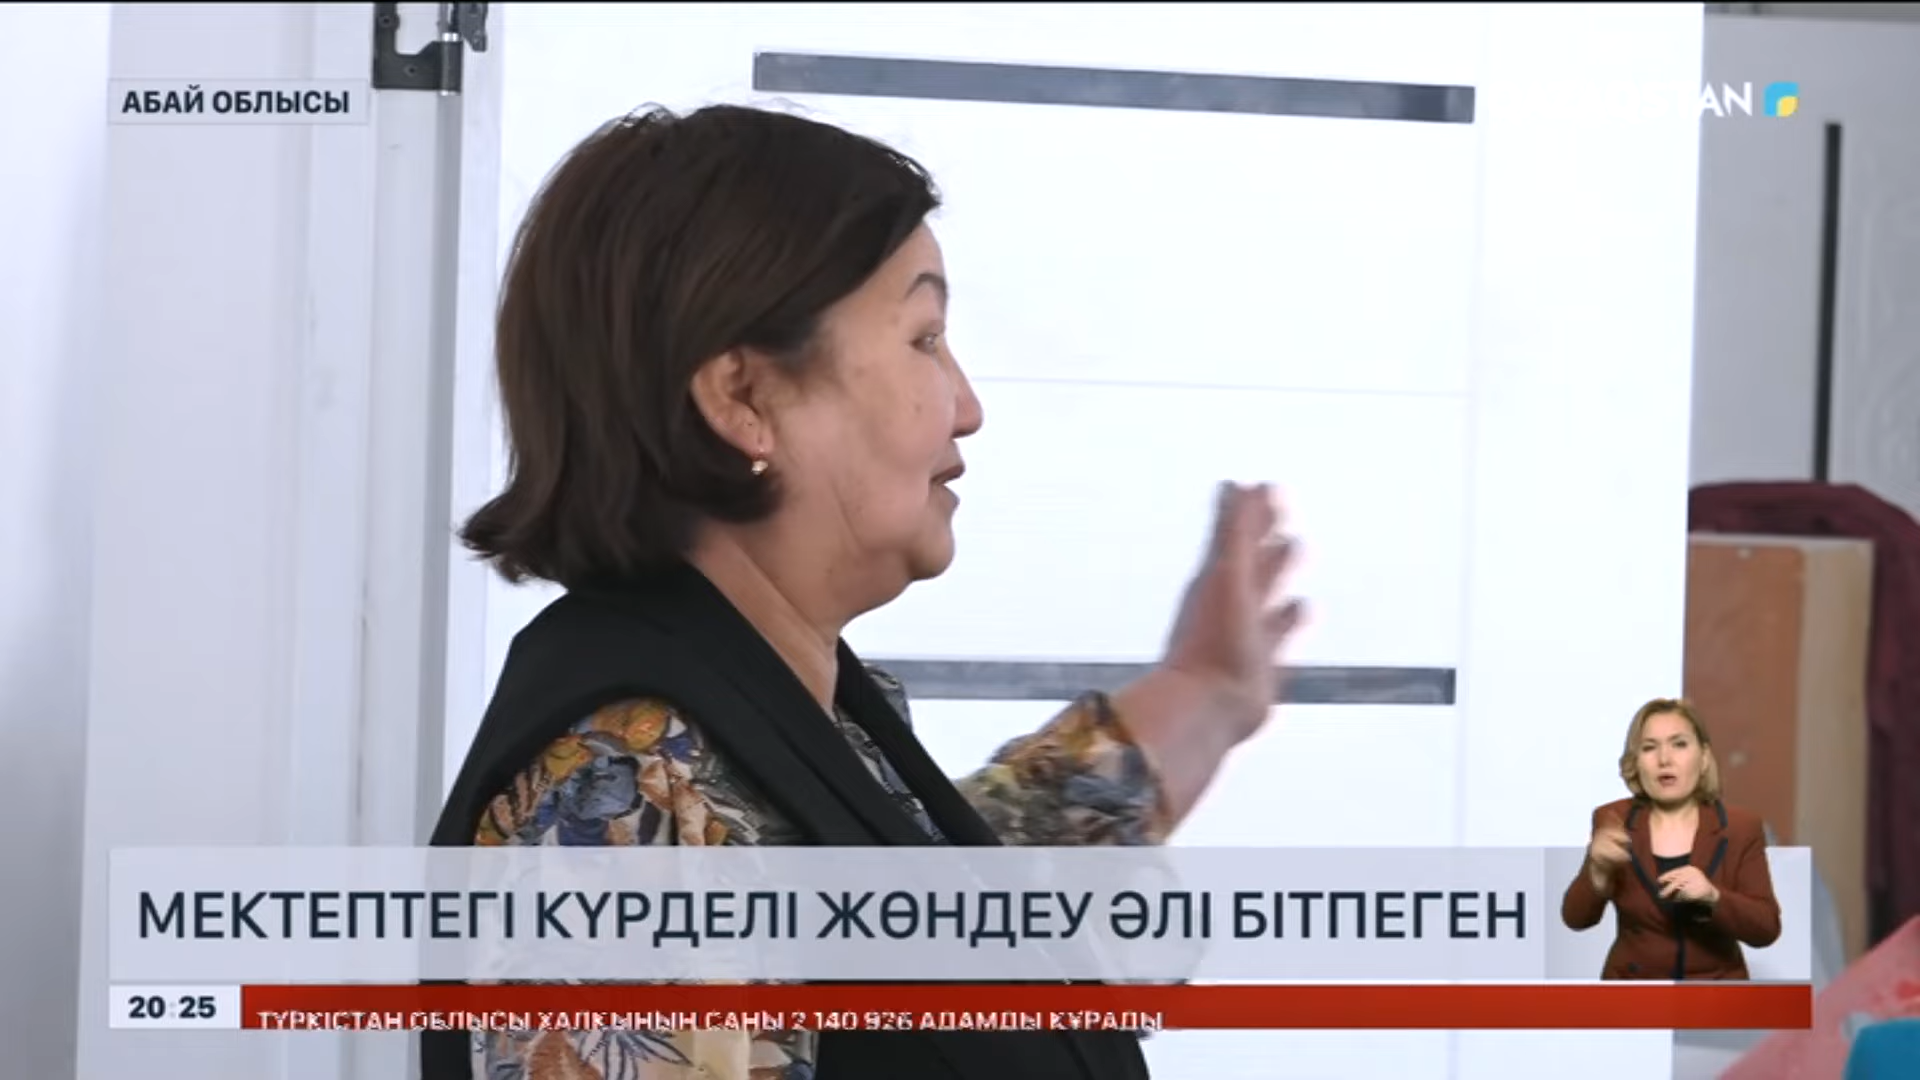 АБАЙ ОБЛЫСЫ
МЕКТЕПТЕГІ КҮРДЕЛІ ЖӨНДЕУ ӘЛІ БІТПЕГЕН
20:25
ТҮРКІСТАН ОБЛЫСЫ ХАЛҚЫНЫҢ САНЫ 2 140 926 АДАМДЫ ҚҰРАДЫ